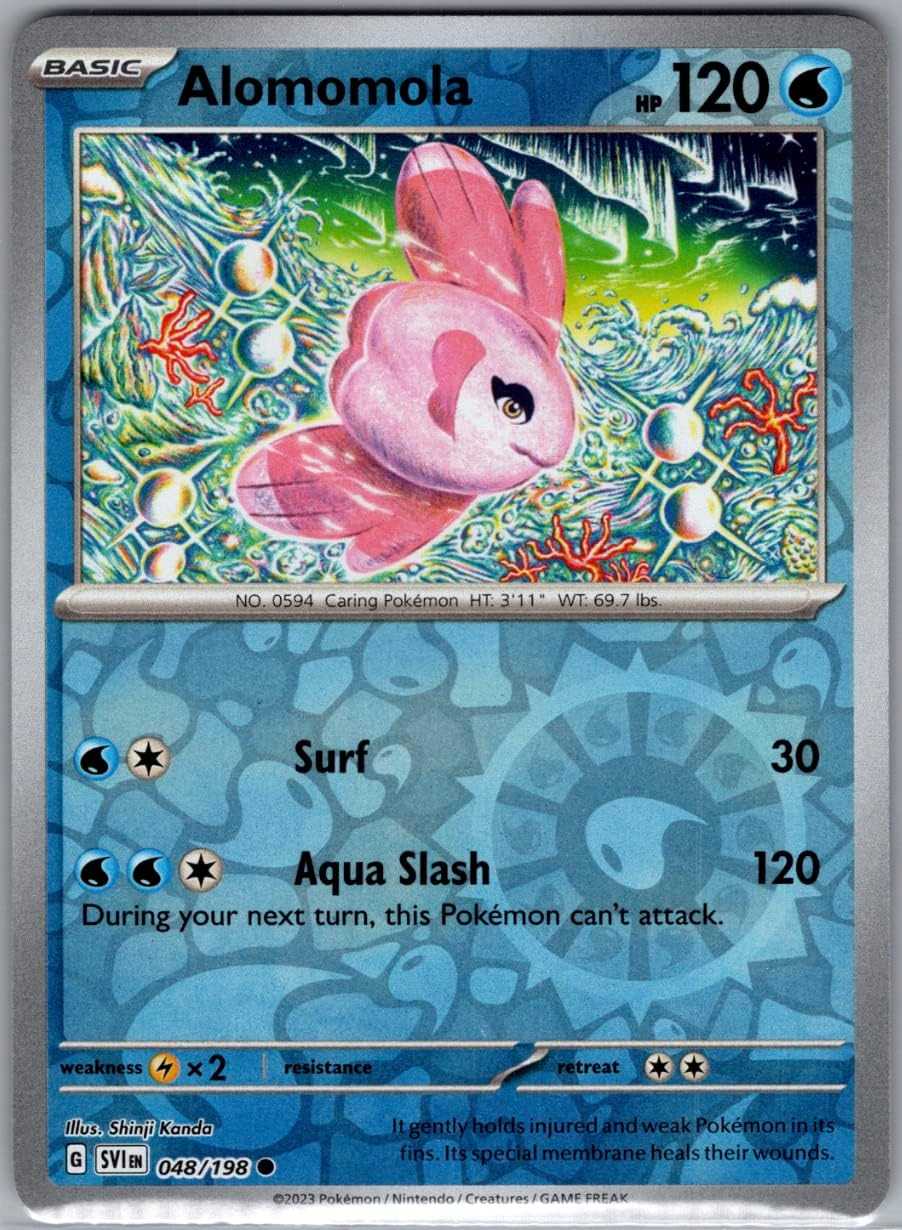 BASIC
Alomomola
HP 120
NO. 0594 Caring Pokémon HT: 3'11" WT: 69.7 lbs.
Surf 30
Aqua Slash 120
During your next turn, this Pokémon can't attack.
weakness ×2 resistance retreat
Illus. Shinji Kanda
It gently holds injured and weak Pokémon in its
fins. Its special membrane heals their wounds.
G SVI EN 048/198
©2023 Pokémon / Nintendo / Creatures / GAME FREAK